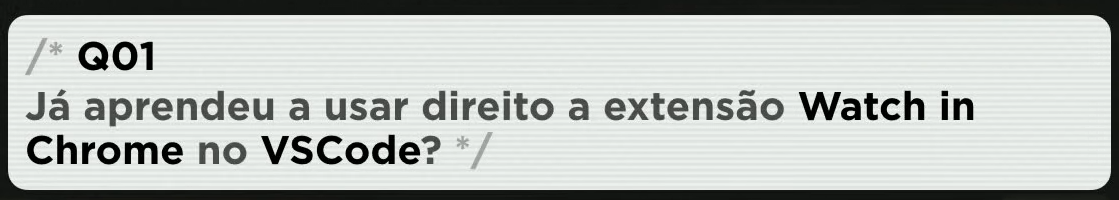 /* Q01
Já aprendeu a usar direito a extensão Watch in
Chrome no VSCode? */